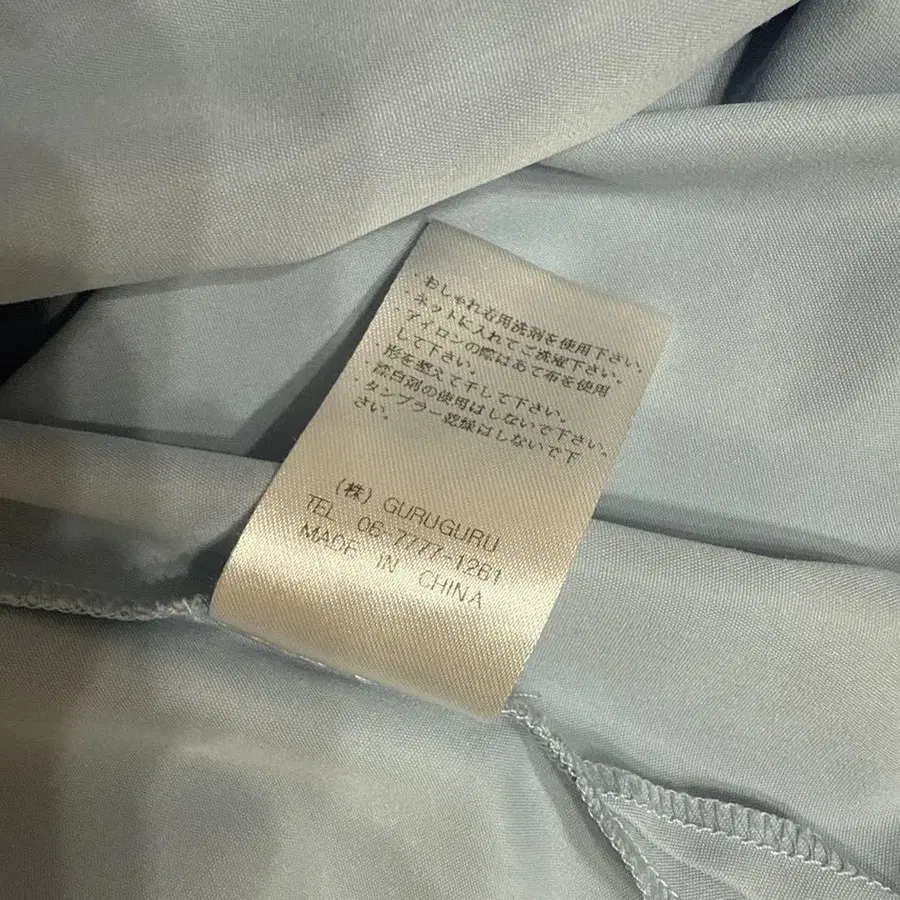 ・おしゃれ着用洗剤を使用下さい。
・ネットに入れてご洗濯下さい。
・アイロンの際はあて布を使用
して下さい。
形を整えて干して下さい。
・漂白剤の使用はしないで下さい。
・タンブラー乾燥はしないで下
さい。
(株) GURUGURU
TEL 06-7777-1261
MADE IN CHINA